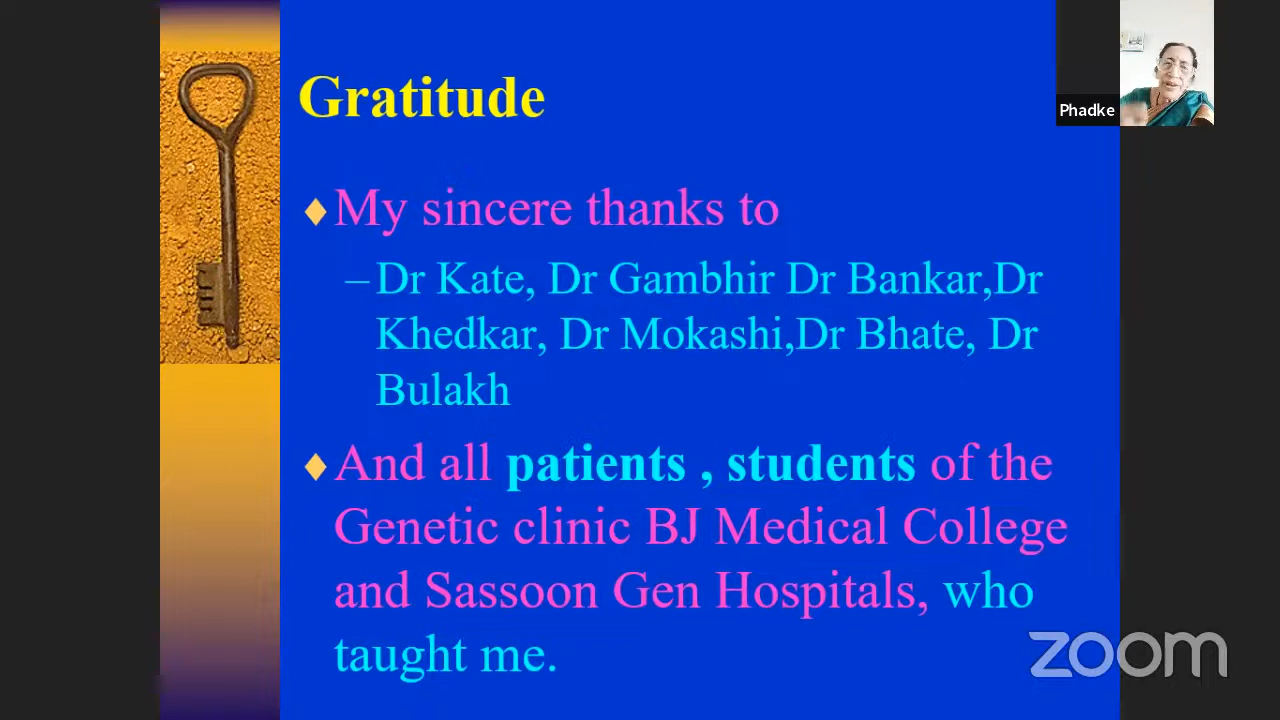 Gratitude
Phadke
My sincere thanks to
–Dr Kate, Dr Gambhir Dr Bankar,Dr
Khedkar, Dr Mokashi,Dr Bhate, Dr
Bulakh
And all patients , students of the
Genetic clinic BJ Medical College
and Sassoon Gen Hospitals, who
taught me.
zoom